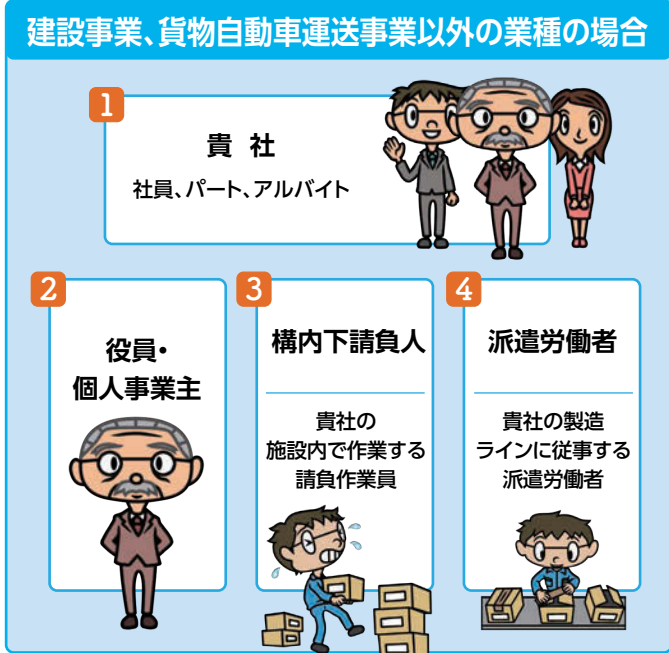 建設事業、貨物自動車運送事業以外の業種の場合
1
貴 社
社員、パート、アルバイト
2
役員・
個人事業主
3
構内下請負人
貴社の
施設内で作業する
請負作業員
4
派遣労働者
貴社の製造
ラインに従事する
派遣労働者